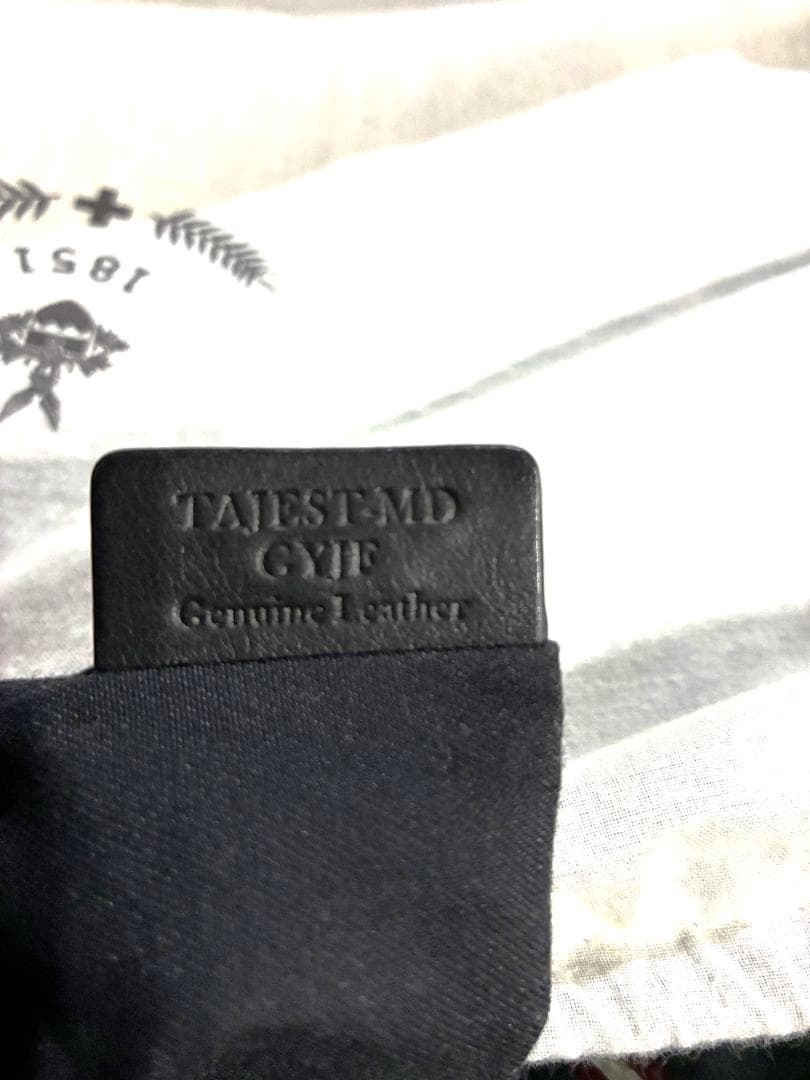 1851
TAJEST-MD
GYJF
Genuine Leather